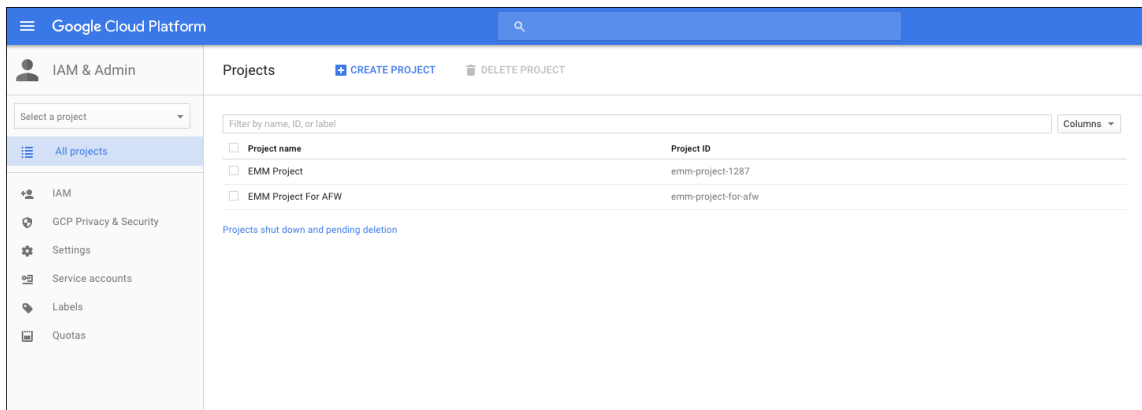 Google Cloud Platform
IAM & Admin
Projects
CREATE PROJECT
DELETE PROJECT
Select a project
Filter by name, ID, or label
Columns
All projects
Project name
Project ID
EMM Project
emm-project-1287
EMM Project For AFW
emm-project-for-afw
Projects shut down and pending deletion
IAM
GCP Privacy & Security
Settings
Service accounts
Labels
Quotas